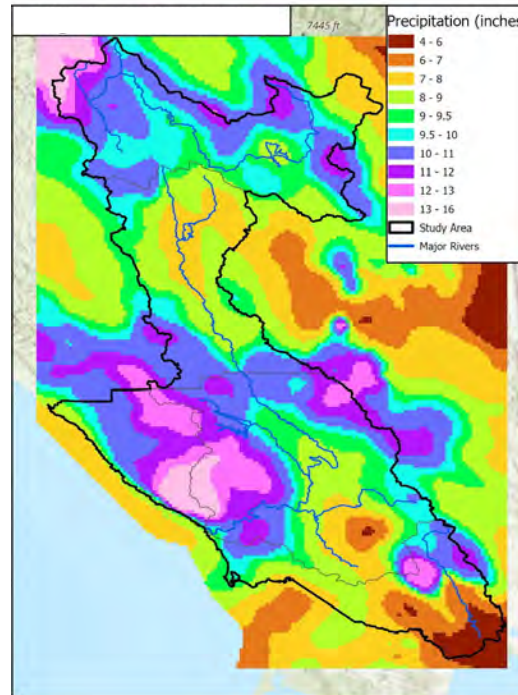 7445 ft
Precipitation (inches
4 - 6
6 - 7
7 - 8
8 - 9
9 - 9.5
9.5 - 10
10 - 11
11 - 12
12 - 13
13 - 16
Study Area
Major Rivers